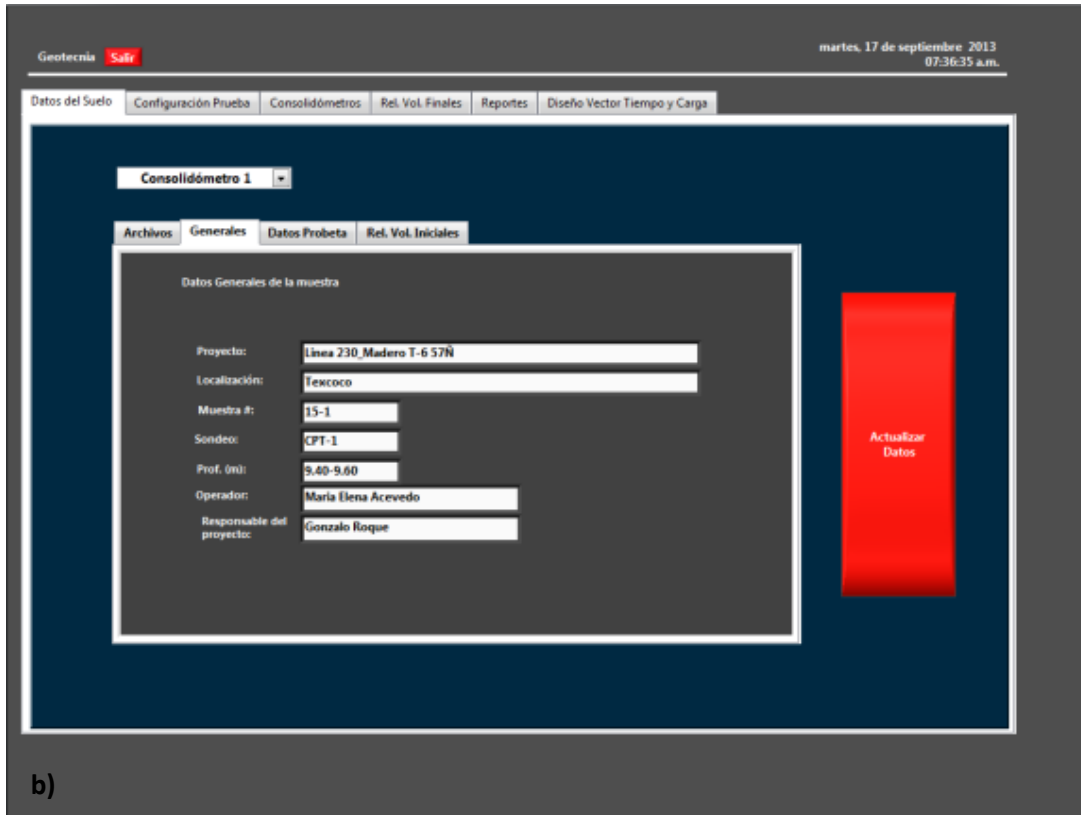 Geotecnia Salir
martes, 17 de septiembre 2013
07:36:35 a.m.
Datos del Suelo Configuración Prueba Consolidómetros Rel. Vol. Finales Reportes Diseño Vector Tiempo y Carga
Consolidómetro 1
Archivos Generales Datos Probeta Rel. Vol. Iniciales
Datos Generales de la muestra
Proyecto: Linea 230_Madero T-6 57Ñ
Localización: Texcoco
Muestra #: 15-1
Sondeo: CPT-1
Prof. (m): 9.40-9.60
Operador: Maria Elena Acevedo
Responsable del
proyecto: Gonzalo Roque
Actualizar
Datos
b)